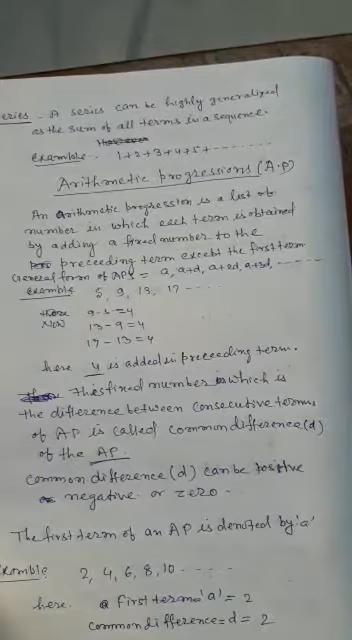 eries - A series can be highly generalized
as the sum of all terms in a sequence.
However
Example - 1+2+3+4+5+.......
Arithmetic progressions (A.P)
An Arithmetic progression is a list of
number in which each term is obtained
by adding a fixed number to the
preceeding term except the first term
General form of APs = a, a+d, a+2d, a+3d, .....
Example 5, 9, 13, 17 ....
there 9-5=4
Now 13-9=4
17-13=4
here 4 is added in preceeding term.
this fixed number which is
the difference between consecutive terms
of AP is called common difference (d)
of the AP.
Common difference (d) can be positve
negative or zero.
The first term of an AP is denoted by 'a'
xamble 2, 4, 6, 8, 10 ....
here. first term 'a' = 2
common difference = d = 2